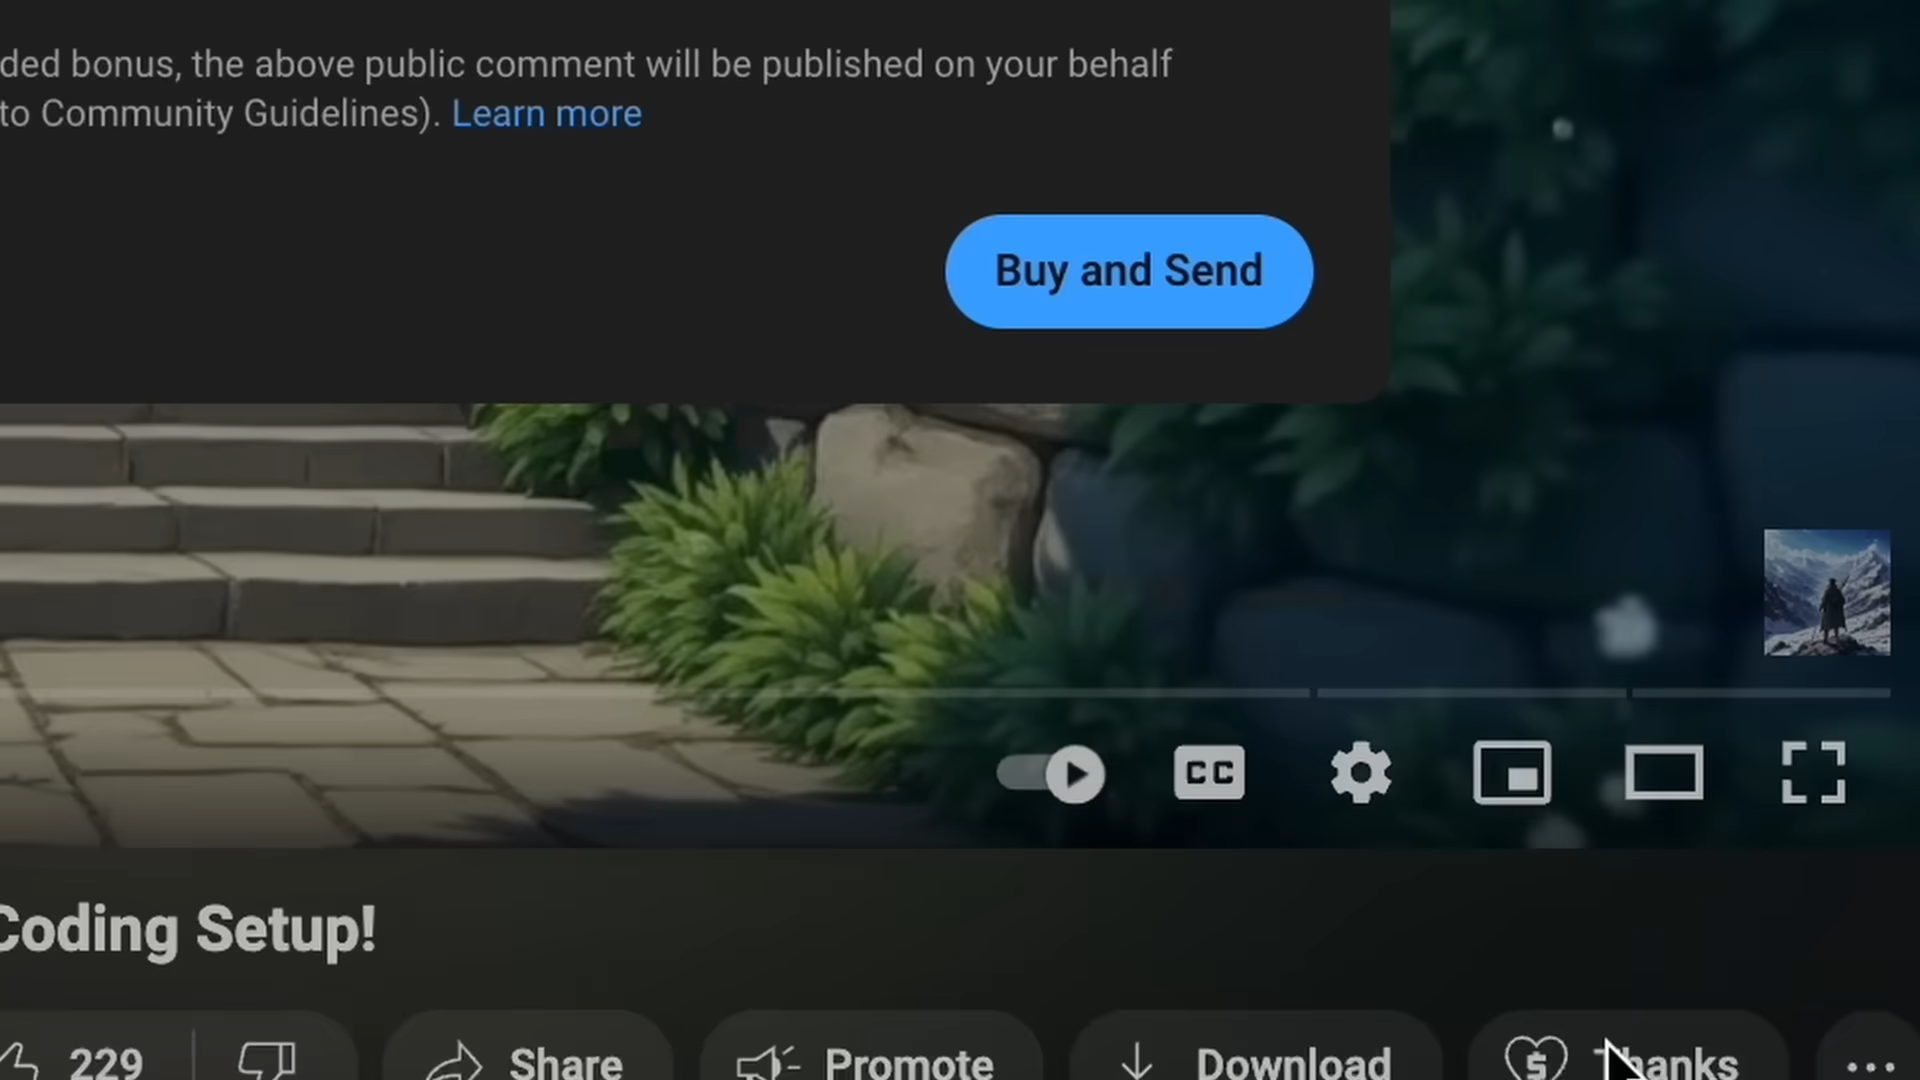 ded bonus, the above public comment will be published on your behalf
to Community Guidelines). Learn more
Buy and Send
CC
Coding Setup!
229
Share
Promote
Download
Thanks